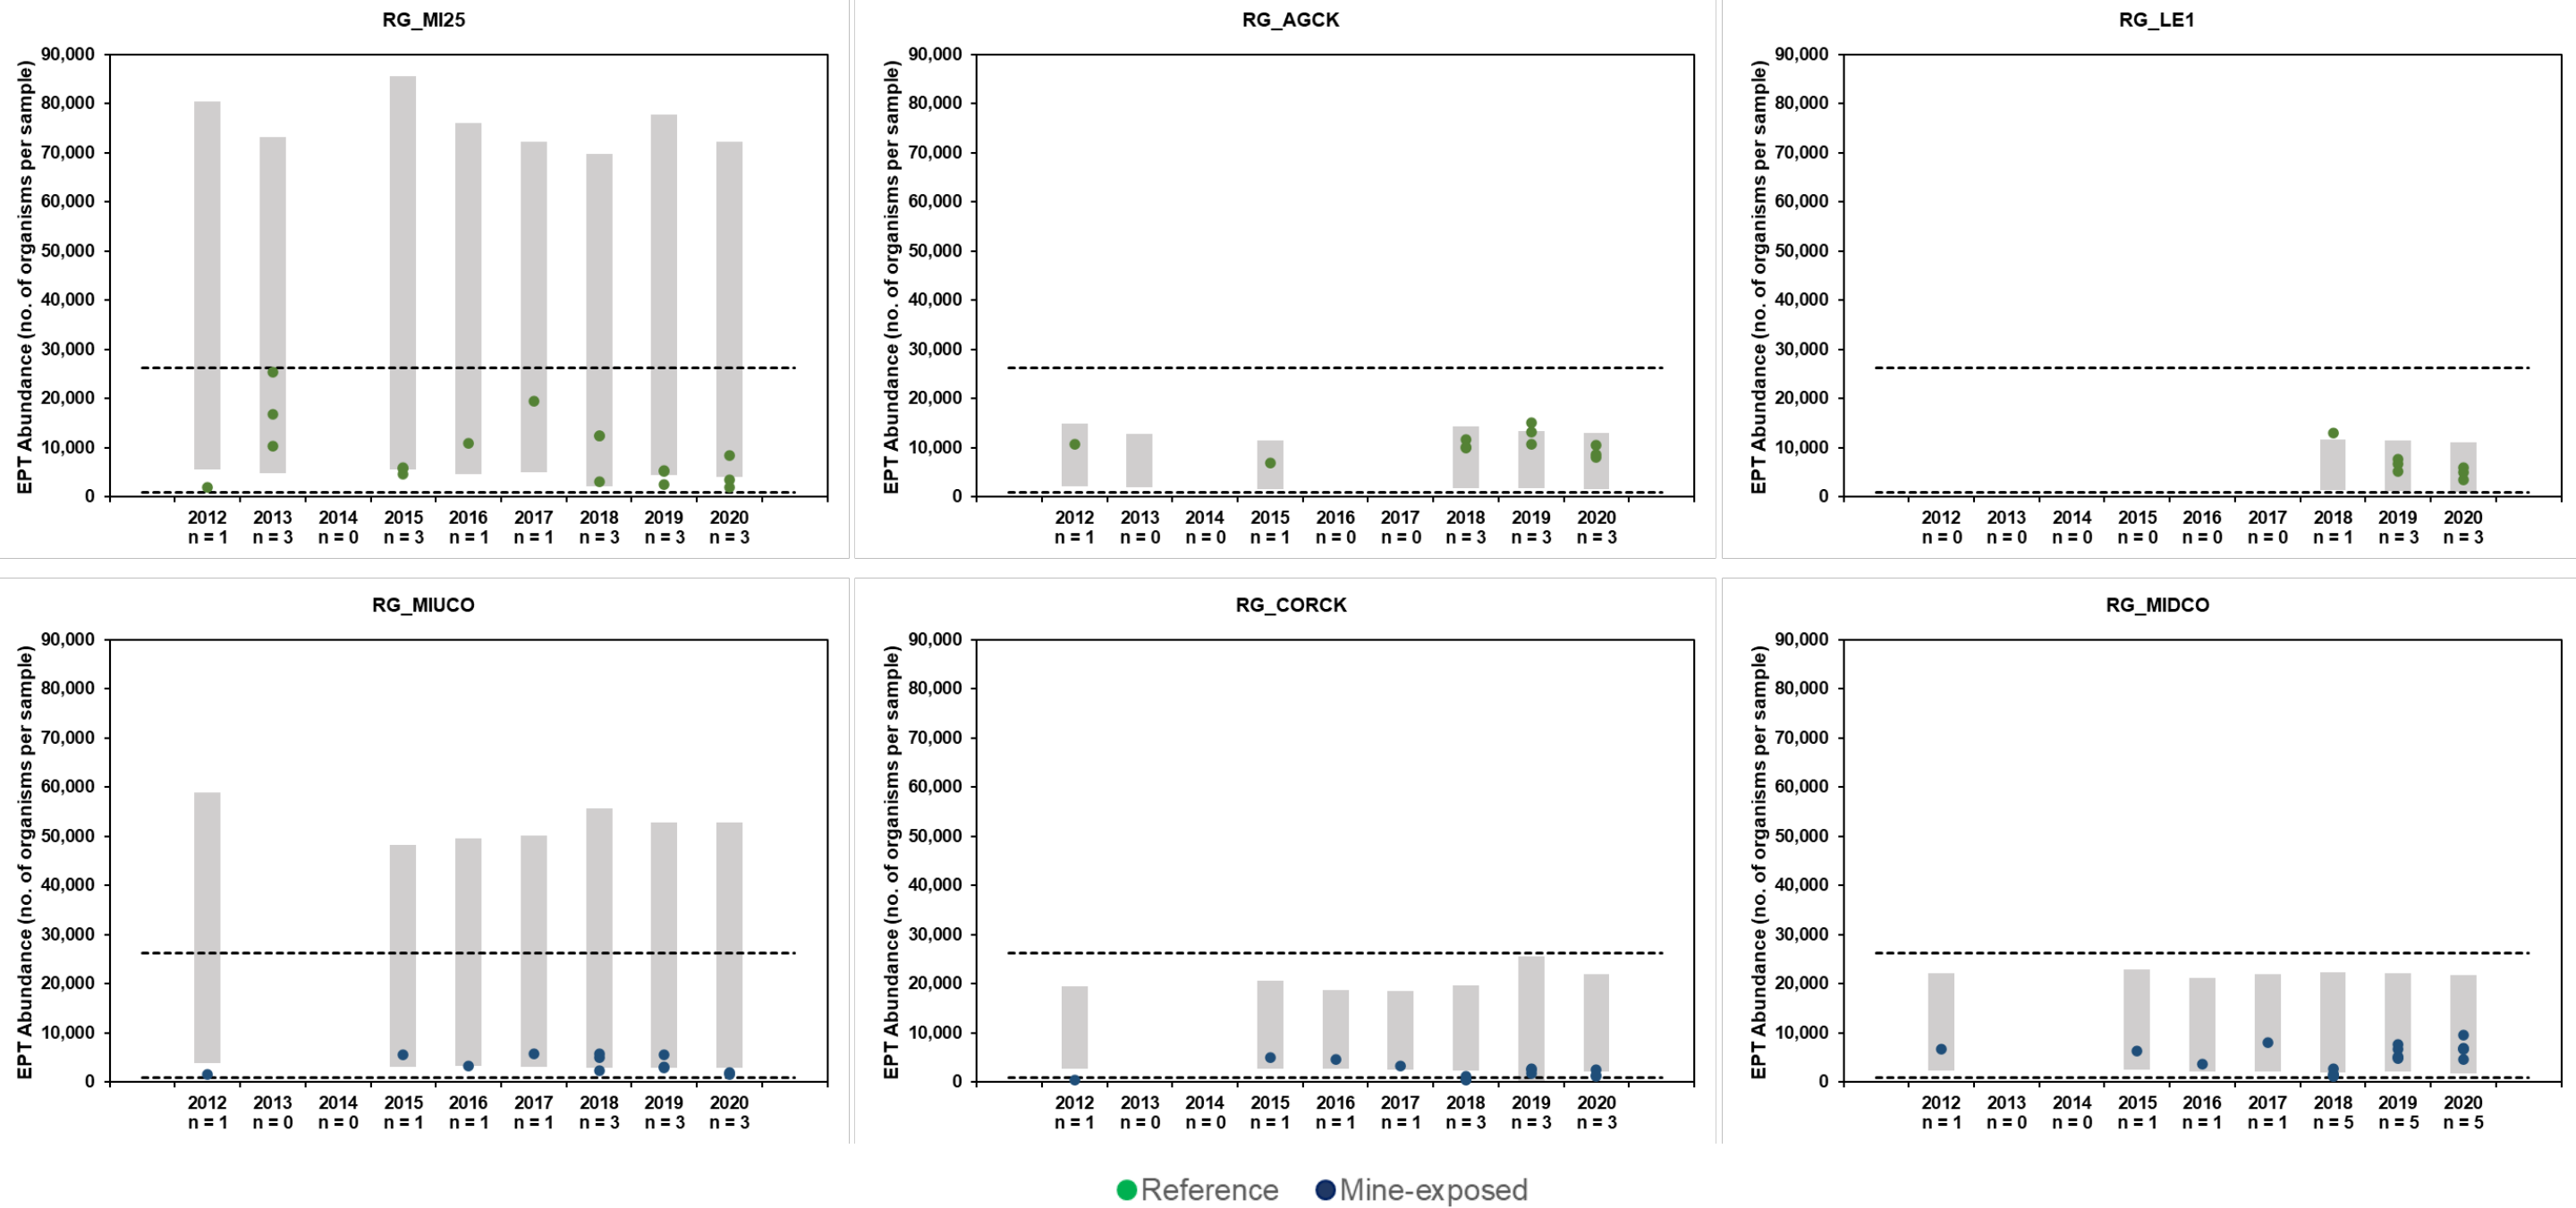 RG_MI25
EPT Abundance (no. of organisms per sample)
90,000
80,000
70,000
60,000
50,000
40,000
30,000
20,000
10,000
0
2012 2013 2014 2015 2016 2017 2018 2019 2020
n = 1 n = 3 n = 0 n = 3 n = 1 n = 1 n = 3 n = 3 n = 3
RG_AGCK
EPT Abundance (no. of organisms per sample)
90,000
80,000
70,000
60,000
50,000
40,000
30,000
20,000
10,000
0
2012 2013 2014 2015 2016 2017 2018 2019 2020
n = 1 n = 0 n = 0 n = 1 n = 0 n = 0 n = 3 n = 3 n = 3
RG_LE1
EPT Abundance (no. of organisms per sample)
90,000
80,000
70,000
60,000
50,000
40,000
30,000
20,000
10,000
0
2012 2013 2014 2015 2016 2017 2018 2019 2020
n = 0 n = 0 n = 0 n = 0 n = 0 n = 0 n = 1 n = 3 n = 3
RG_MIUCO
EPT Abundance (no. of organisms per sample)
90,000
80,000
70,000
60,000
50,000
40,000
30,000
20,000
10,000
0
2012 2013 2014 2015 2016 2017 2018 2019 2020
n = 1 n = 0 n = 0 n = 1 n = 1 n = 1 n = 3 n = 3 n = 3
RG_CORCK
EPT Abundance (no. of organisms per sample)
90,000
80,000
70,000
60,000
50,000
40,000
30,000
20,000
10,000
0
2012 2013 2014 2015 2016 2017 2018 2019 2020
n = 1 n = 0 n = 0 n = 1 n = 1 n = 1 n = 3 n = 3 n = 3
RG_MIDCO
EPT Abundance (no. of organisms per sample)
90,000
80,000
70,000
60,000
50,000
40,000
30,000
20,000
10,000
0
2012 2013 2014 2015 2016 2017 2018 2019 2020
n = 1 n = 0 n = 0 n = 1 n = 1 n = 1 n = 5 n = 5 n = 5
Reference Mine-exposed